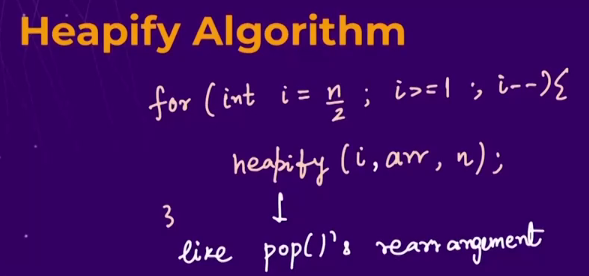 Heapify Algorithm
for (int i = n/2 ; i>=1 ; i--){
heapify (i, arr, n);
}
↓
like pop()'s rearrangement